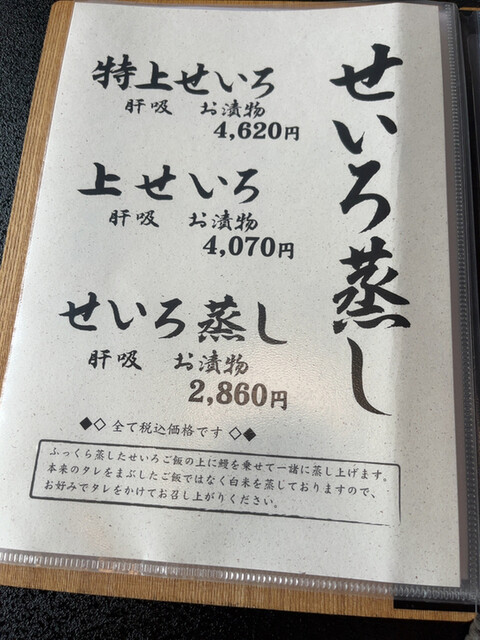 せいろ蒸し
特上せいろ
肝吸 お漬物
4,620円
上せいろ
肝吸 お漬物
4,070円
せいろ蒸し
肝吸 お漬物
2,860円
◆◇ 全て税込価格です ◇◆
ふっくら蒸したせいろご飯の上に鰻を乗せて一諸に蒸し上げます。
本来のタレをまぶしたご飯ではなく白米を蒸しておりますので、
お好みでタレをかけてお召し上がりください。